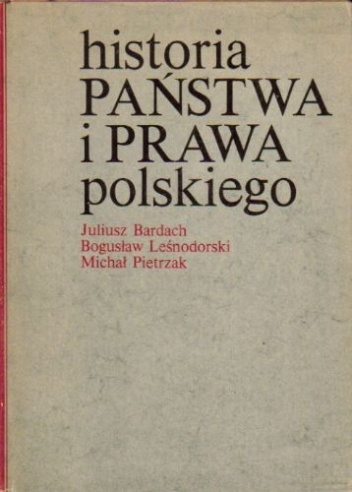 historia
PAŃSTWA
i PRAWA
polskiego
Juliusz Bardach
Bogusław Leśnodorski
Michał Pietrzak